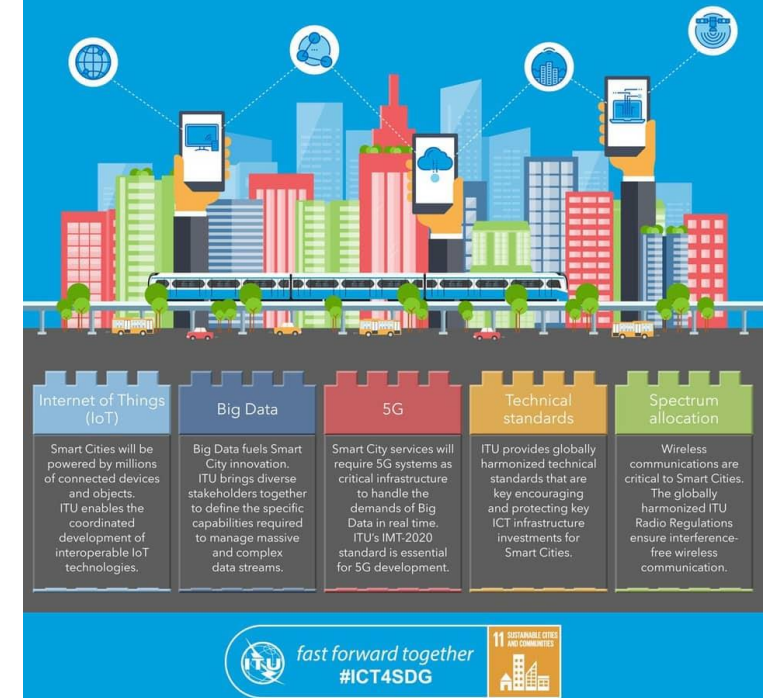 Internet of Things
(IoT)
Smart Cities will be
powered by millions
of connected devices
and objects.
ITU enables the
coordinated
development of
interoperable IoT
technologies.
Big Data
Big Data fuels Smart
City innovation.
ITU brings diverse
stakeholders together
to define the specific
capabilities required
to manage massive
and complex
data streams.
5G
Smart City services will
require 5G systems as
critical infrastructure
to handle the
demands of Big
Data in real time.
ITU's IMT-2020
standard is essential
for 5G development.
Technical
standards
ITU provides globally
harmonized technical
standards that are
key encouraging
and protecting key
ICT infrastructure
investments for
Smart Cities.
Spectrum
allocation
Wireless
communications are
critical to Smart Cities.
The globally
harmonized ITU
Radio Regulations
ensure interference-
free wireless
communication.
ITU
fast forward together
#ICT4SDG
11 SUSTAINABLE CITIES
AND COMMUNITIES